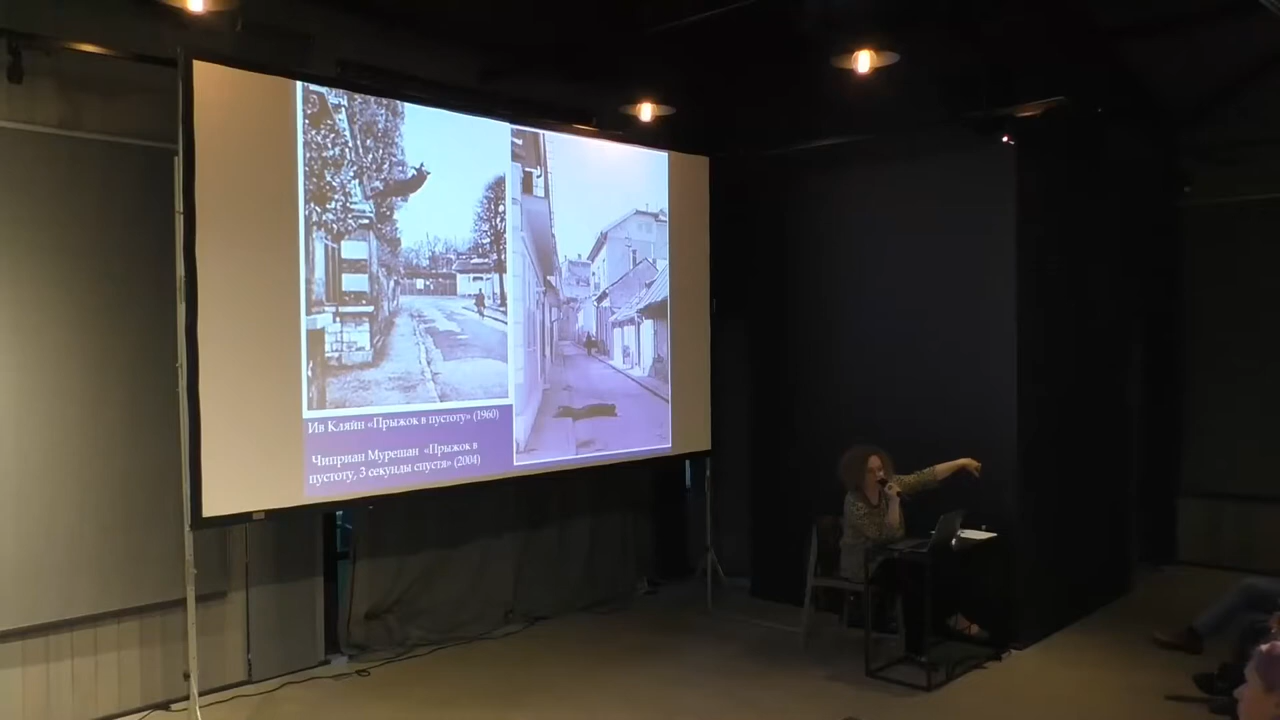 Ив Кляйн «Прыжок в пустоту» (1960)
Чиприан Мурешан «Прыжок в
пустоту, 3 секунды спустя» (2004)